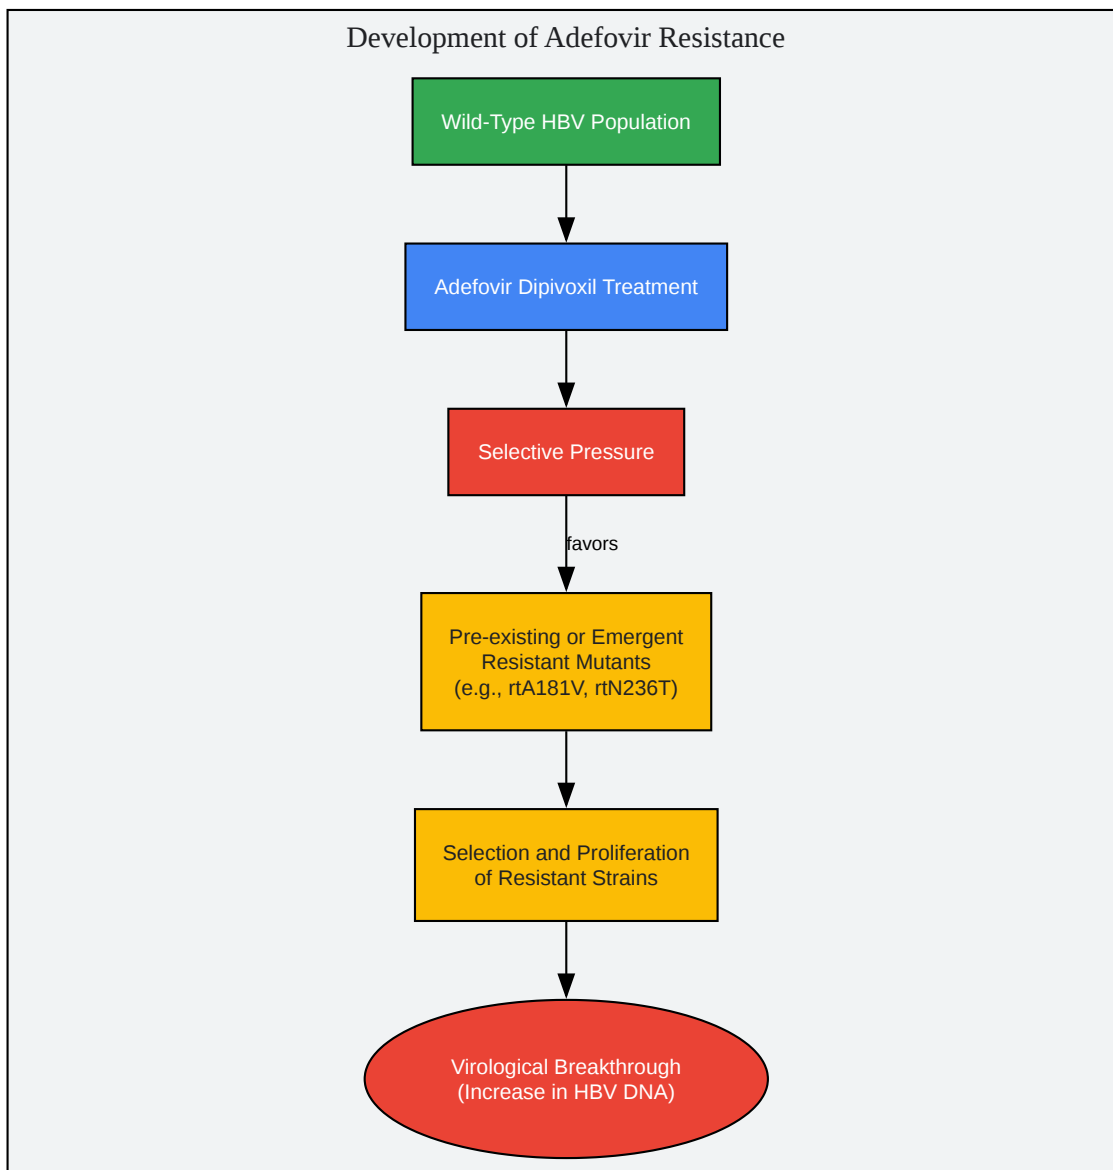 Development of Adefovir Resistance
Wild-Type HBV Population
Adefovir Dipivoxil Treatment
Selective Pressure
favors
Pre-existing or Emergent
Resistant Mutants
(e.g., rtA181V, rtN236T)
Selection and Proliferation
of Resistant Strains
Virological Breakthrough
(Increase in HBV DNA)